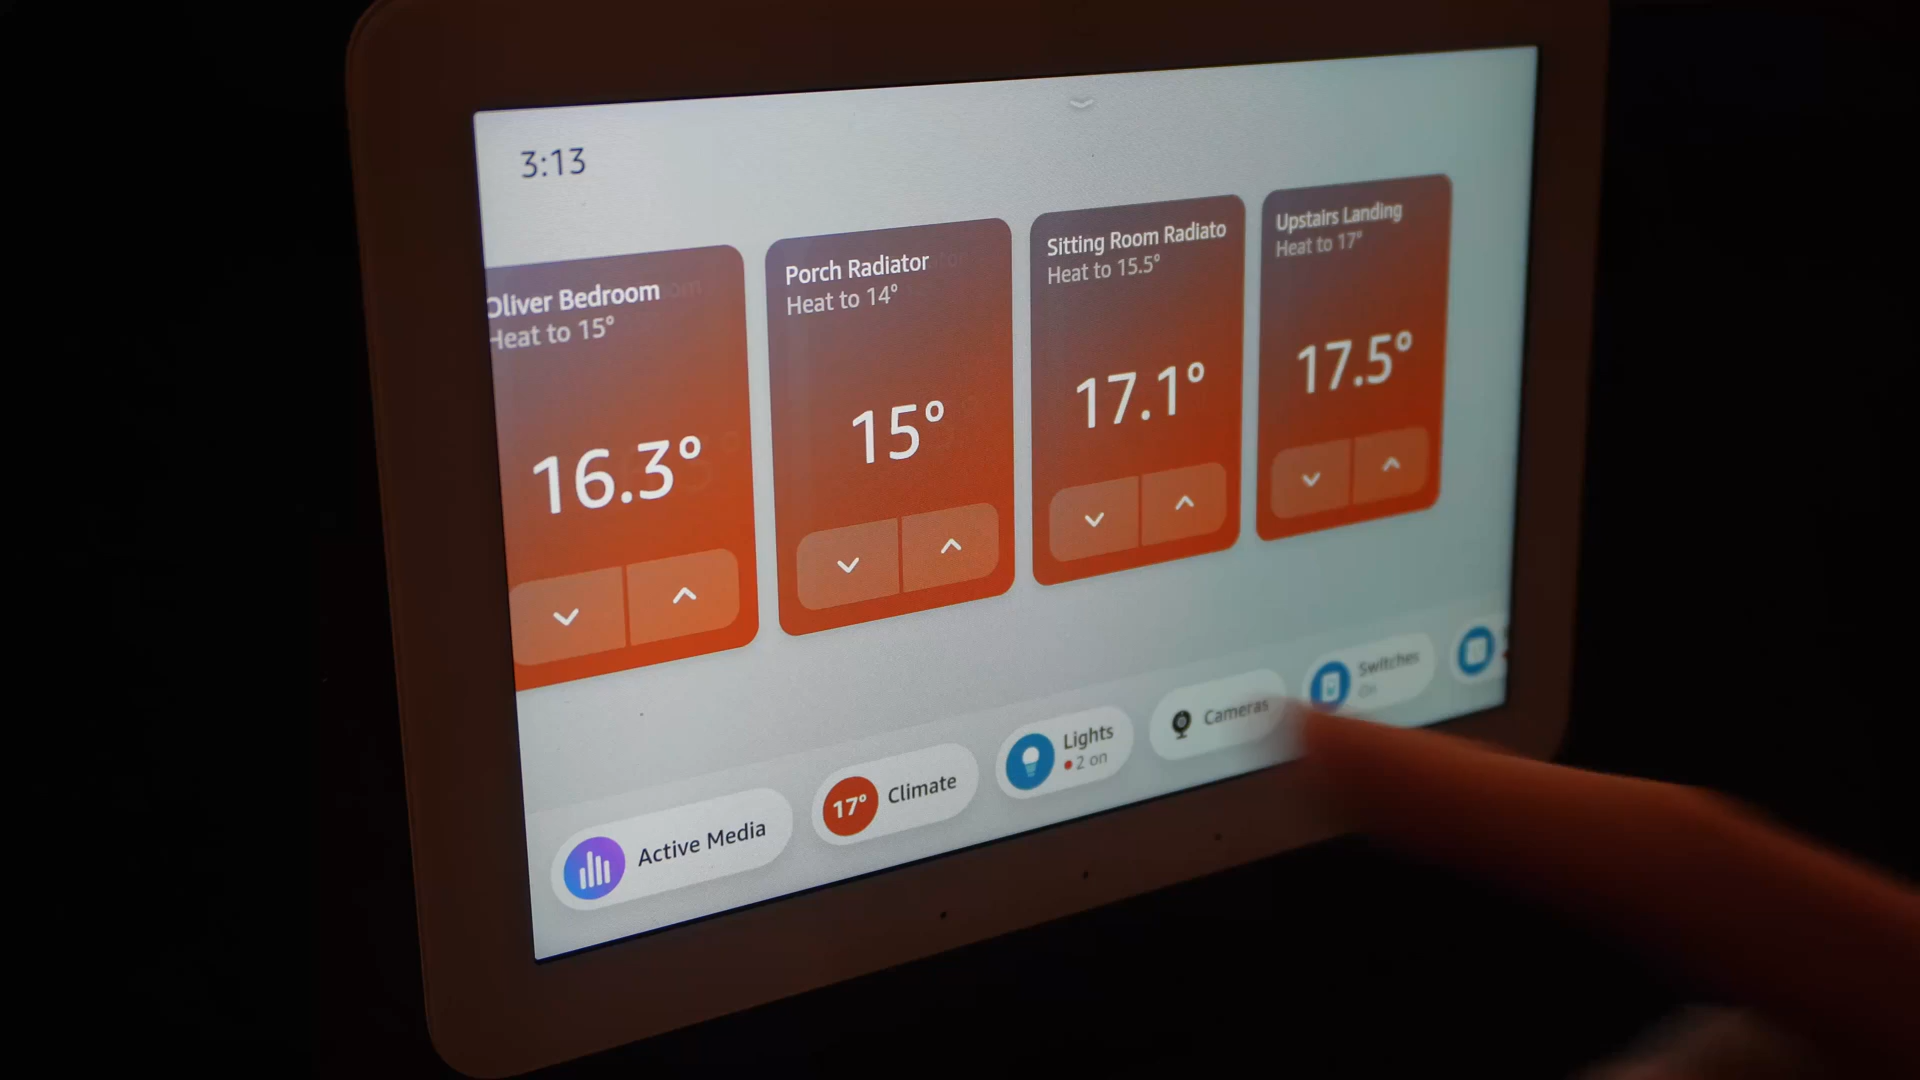 3:13
Oliver Bedroom
Heat to 15°
16.3°
Porch Radiator
Heat to 14°
15°
Sitting Room Radiato
Heat to 15.5°
17.1°
Upstairs Landing
Heat to 17°
17.5°
Active Media
17° Climate
Lights
2 on
Cameras
Switches
On